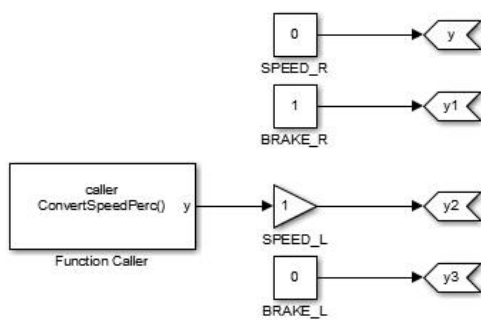 0
y
SPEED_R
1
y1
BRAKE_R
caller
ConvertSpeedPerc()
y
1
y2
SPEED_L
Function Caller
0
y3
BRAKE_L